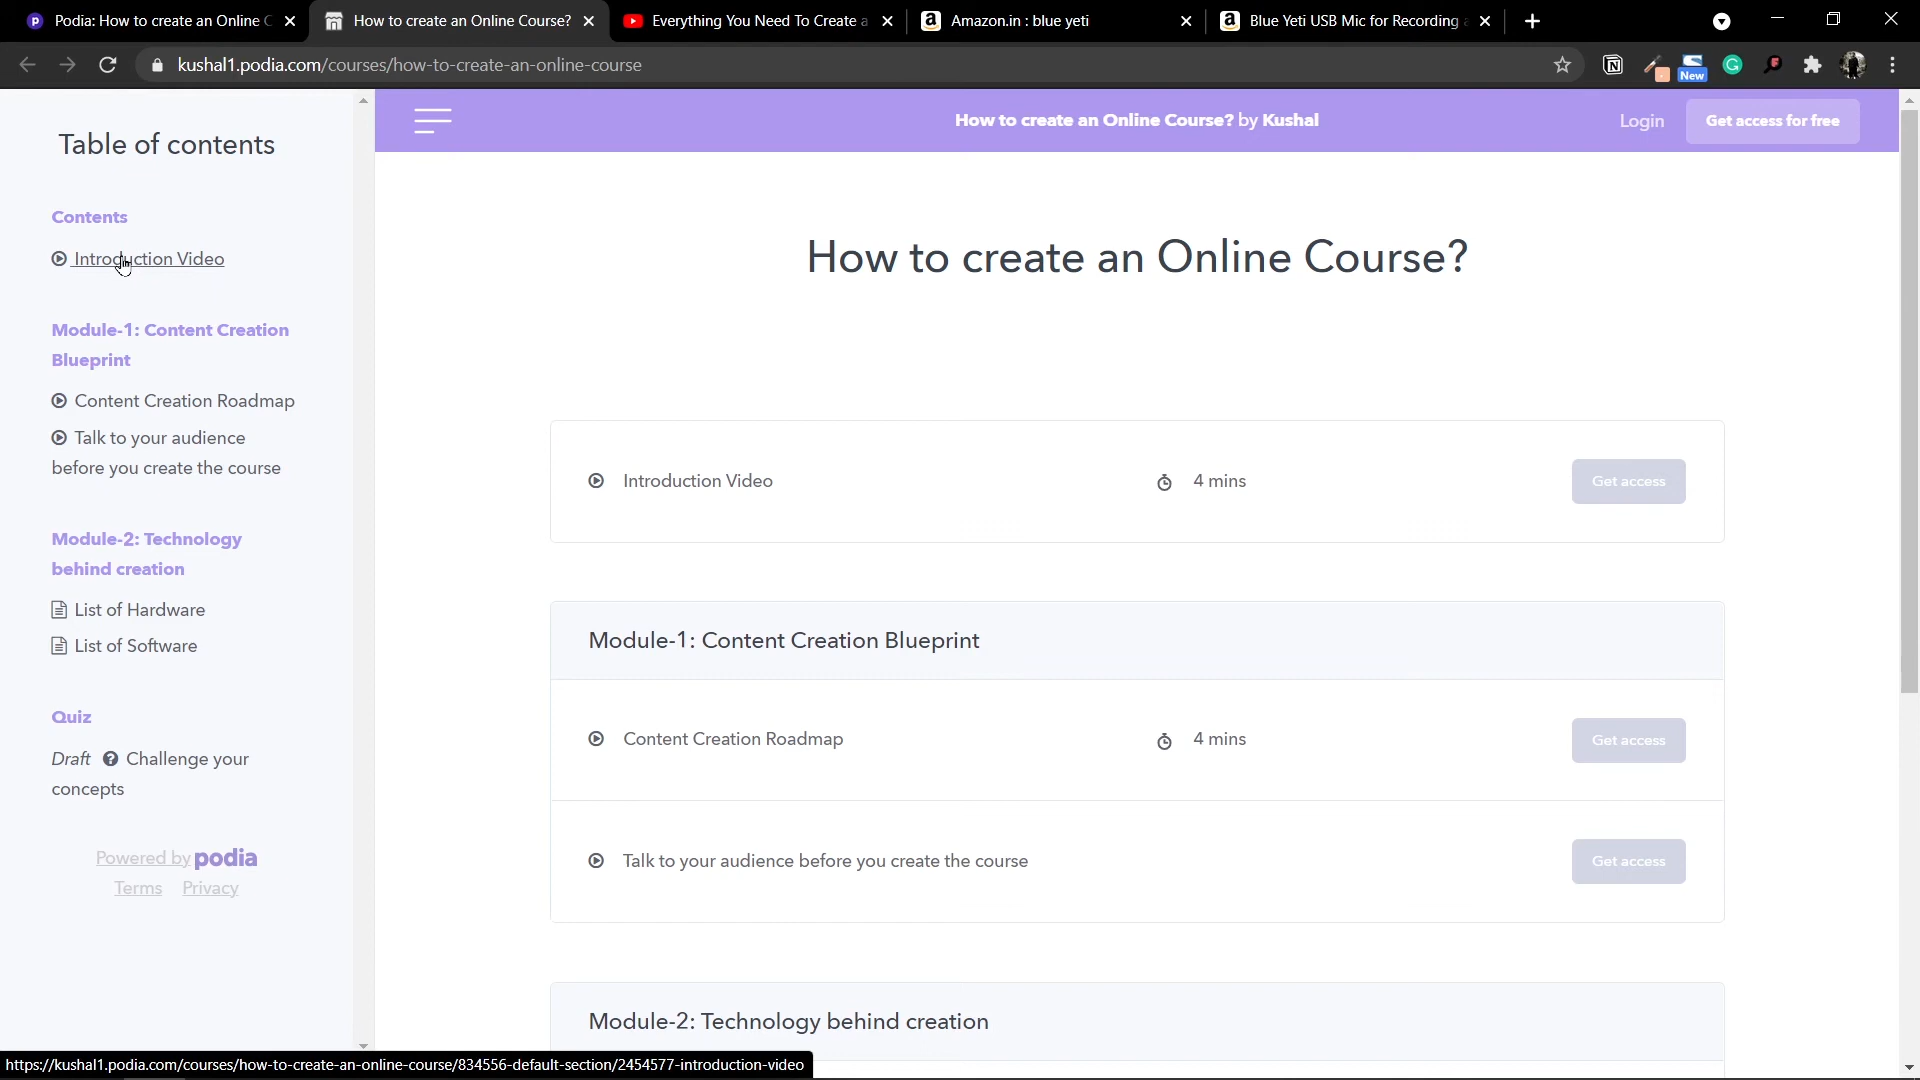 Podia: How to create an Online C
How to create an Online Course?
Everything You Need To Create a
Amazon.in : blue yeti
Blue Yeti USB Mic for Recording
kushal1.podia.com/courses/how-to-create-an-online-course
New
Table of contents
Contents
Introduction Video
Module-1: Content Creation
Blueprint
Content Creation Roadmap
Talk to your audience
before you create the course
Module-2: Technology
behind creation
List of Hardware
List of Software
Quiz
Draft Challenge your
concepts
Powered by podia
Terms Privacy
How to create an Online Course? by Kushal
Login
Get access for free
How to create an Online Course?
Introduction Video 4 mins Get access
Module-1: Content Creation Blueprint
Content Creation Roadmap 4 mins Get access
Talk to your audience before you create the course Get access
Module-2: Technology behind creation
https://kushal1.podia.com/courses/how-to-create-an-online-course/834556-default-section/2454577-introduction-video